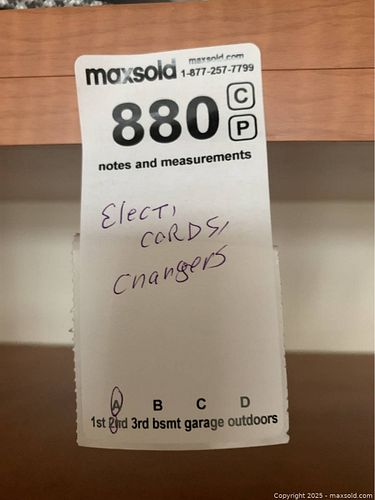 maxsold maxsold.com
1-877-257-7799
880 C
P
notes and measurements
Elect,
CORDS,
Changers
A B C D
1st 2nd 3rd bsmt garage outdoors
Copyright 2025 - maxsold.com